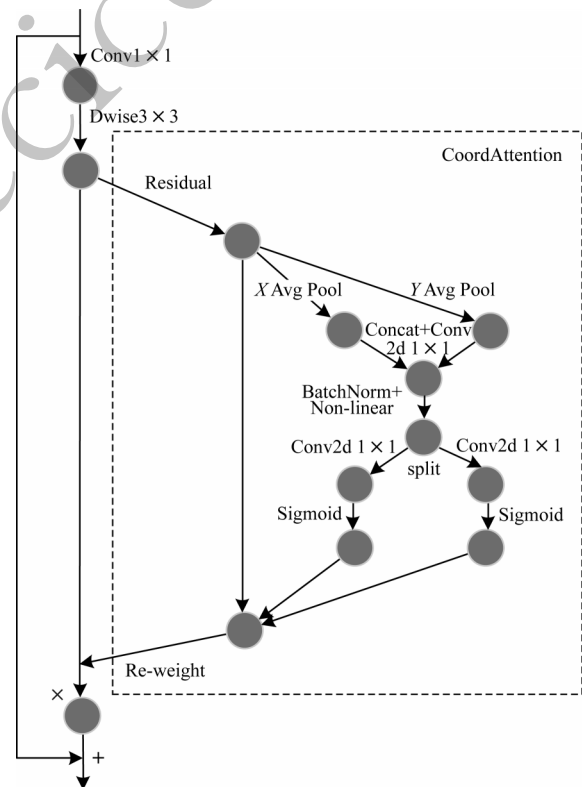 Conv1 × 1
Dwise3 × 3
CoordAttention
Residual
X Avg Pool
Y Avg Pool
Concat+Conv
2d 1 × 1
BatchNorm+
Non-linear
Conv2d 1 × 1
Conv2d 1 × 1
split
Sigmoid
Sigmoid
Re-weight
×
+